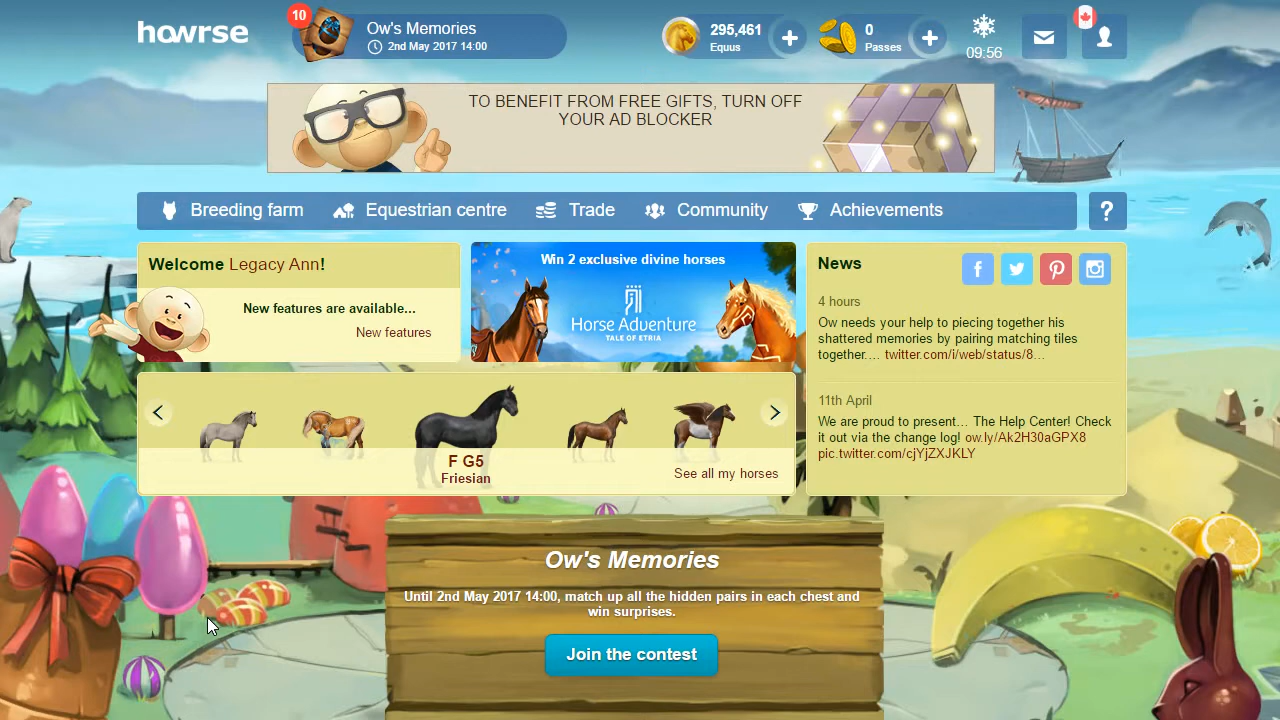 howrse
10
Ow's Memories
2nd May 2017 14:00
295,461
Equus
0
Passes
09:56
TO BENEFIT FROM FREE GIFTS, TURN OFF
YOUR AD BLOCKER
Breeding farm
Equestrian centre
Trade
Community
Achievements
?
Welcome Legacy Ann!
New features are available...
New features
Win 2 exclusive divine horses
Horse Adventure
TALE OF ETRIA
News
4 hours
Ow needs your help to piecing together his
shattered memories by pairing matching tiles
together.... twitter.com/i/web/status/8...
11th April
We are proud to present... The Help Center! Check
it out via the change log! ow.ly/Ak2H30aGPX8
pic.twitter.com/cjYjZXJKLY
F G5
Friesian
See all my horses
Ow's Memories
Until 2nd May 2017 14:00, match up all the hidden pairs in each chest and
win surprises.
Join the contest